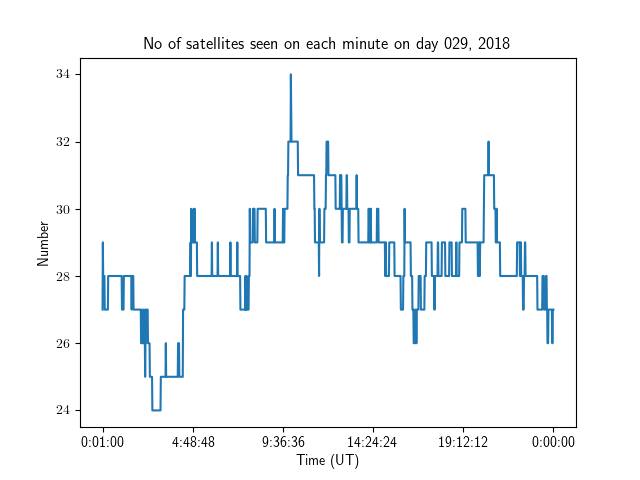 No of satellites seen on each minute on day 029, 2018
34
32
30
28
26
24
Number
0:01:00 4:48:48 9:36:36 14:24:24 19:12:12 0:00:00
Time (UT)